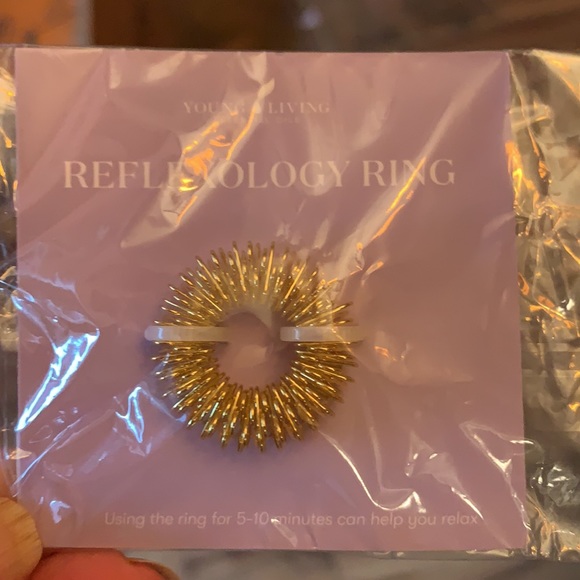 YOUNG LIVING
REFLEXOLOGY RING
Using the ring for 5-10 minutes can help you relax